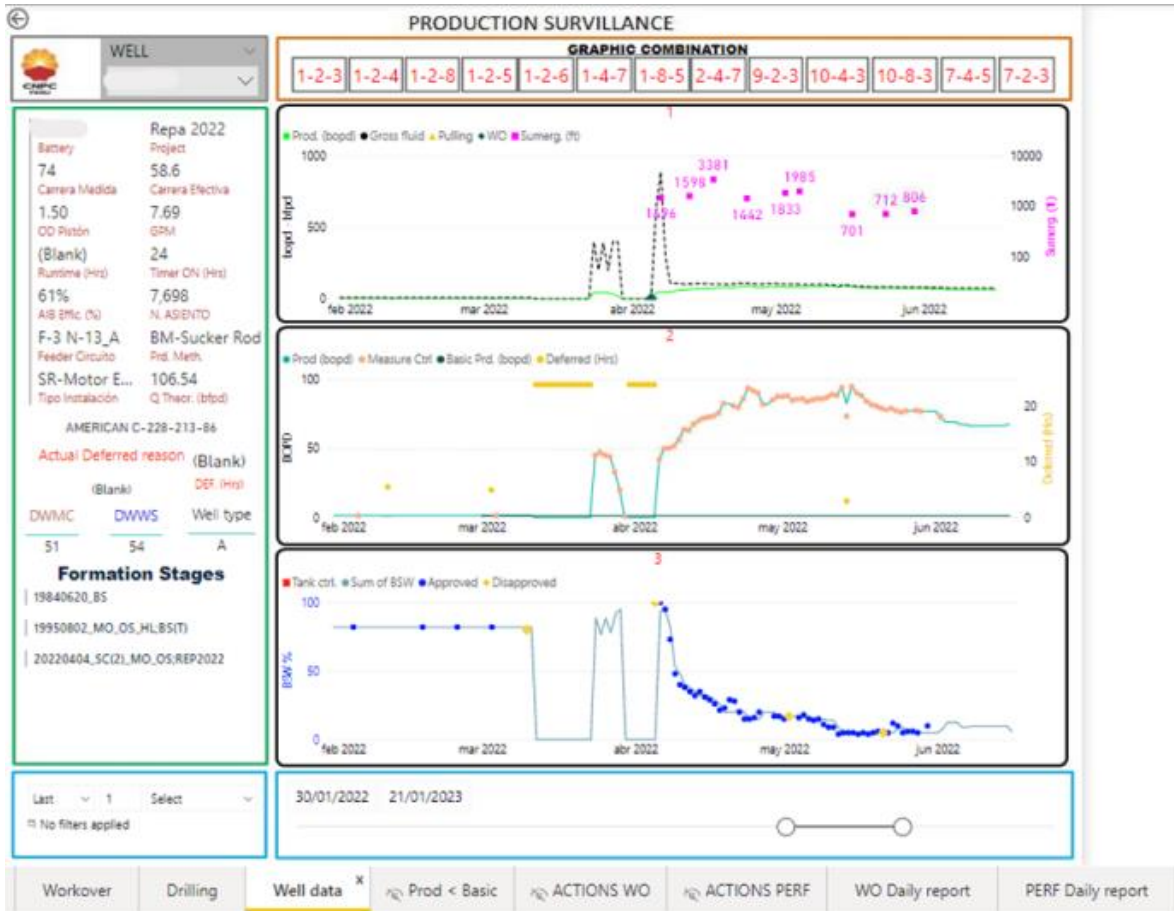 PRODUCTION SURVILLANCE
CNPC
WELL
GRAPHIC COMBINATION
1-2-3 1-2-4 1-2-8 1-2-5 1-2-6 1-4-7 1-8-5 2-4-7 9-2-3 10-4-3 10-8-3 7-4-5 7-2-3
Repa 2022
Battery Project
74 58.6
Carrera Medida Carrera Efectiva
1.50 7.69
OD Pistón GPM
(Blank) 24
Runtime (Hrs) Timer ON (Hrs)
61% 7,698
AIB Effic. (%) N. ASIENTO
F-3 N-13_A BM-Sucker Rod
Feeder Circuito Prd. Meth.
SR-Motor E... 106.54
Tipo Instalación Q Theor. (bfpd)
AMERICAN C-228-213-86
Actual Deferred reason (Blank)
(Blank) DEF. (Hrs)
DWMC DWWS Well type
51 54 A
Formation Stages
19840620_BS
19950802_MO_OS_HL;BS(T)
20220404_SC(2)_MO_OS;REP2022
1
Prod. (bopd) Gross fluid Pulling WO Sumerg. (ft)
1000 10000
3381
1598 1985
1696 1442 1833 712 806
1000
701
500
100
0
bopd - bfpd
Sumerg. (ft)
feb 2022 mar 2022 abr 2022 may 2022 jun 2022
2
Prod (bopd) Measure Ctrl Basic Prd. (bopd) Deferred (Hrs)
100
20
50
10
0 0
BOPD
Deferred (Hrs)
feb 2022 mar 2022 abr 2022 may 2022 jun 2022
3
Tank ctrl. Sum of BSW Approved Disapproved
100
50
0
BSW %
feb 2022 mar 2022 abr 2022 may 2022 jun 2022
Last 1 Select
No filters applied
30/01/2022 21/01/2023
Workover Drilling Well data x Prod < Basic ACTIONS WO ACTIONS PERF WO Daily report PERF Daily report